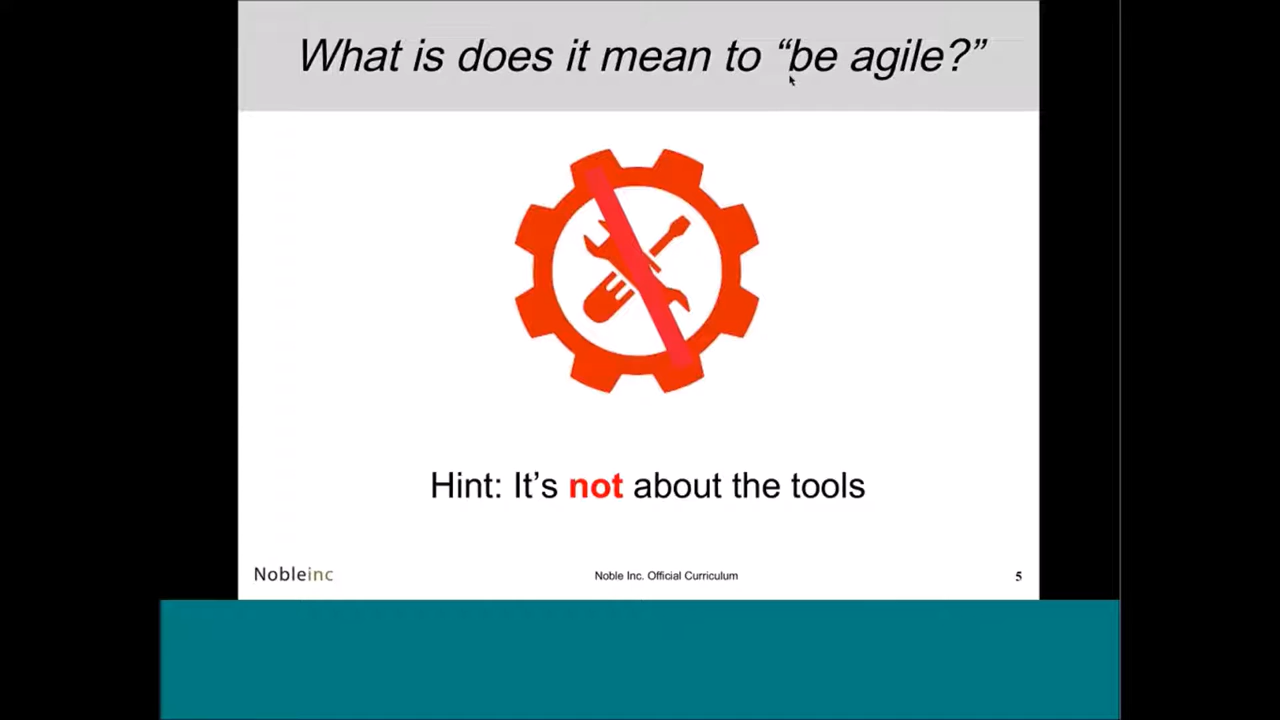 What is does it mean to “be agile?”
Hint: It’s not about the tools
Nobleinc
Noble Inc. Official Curriculum
5